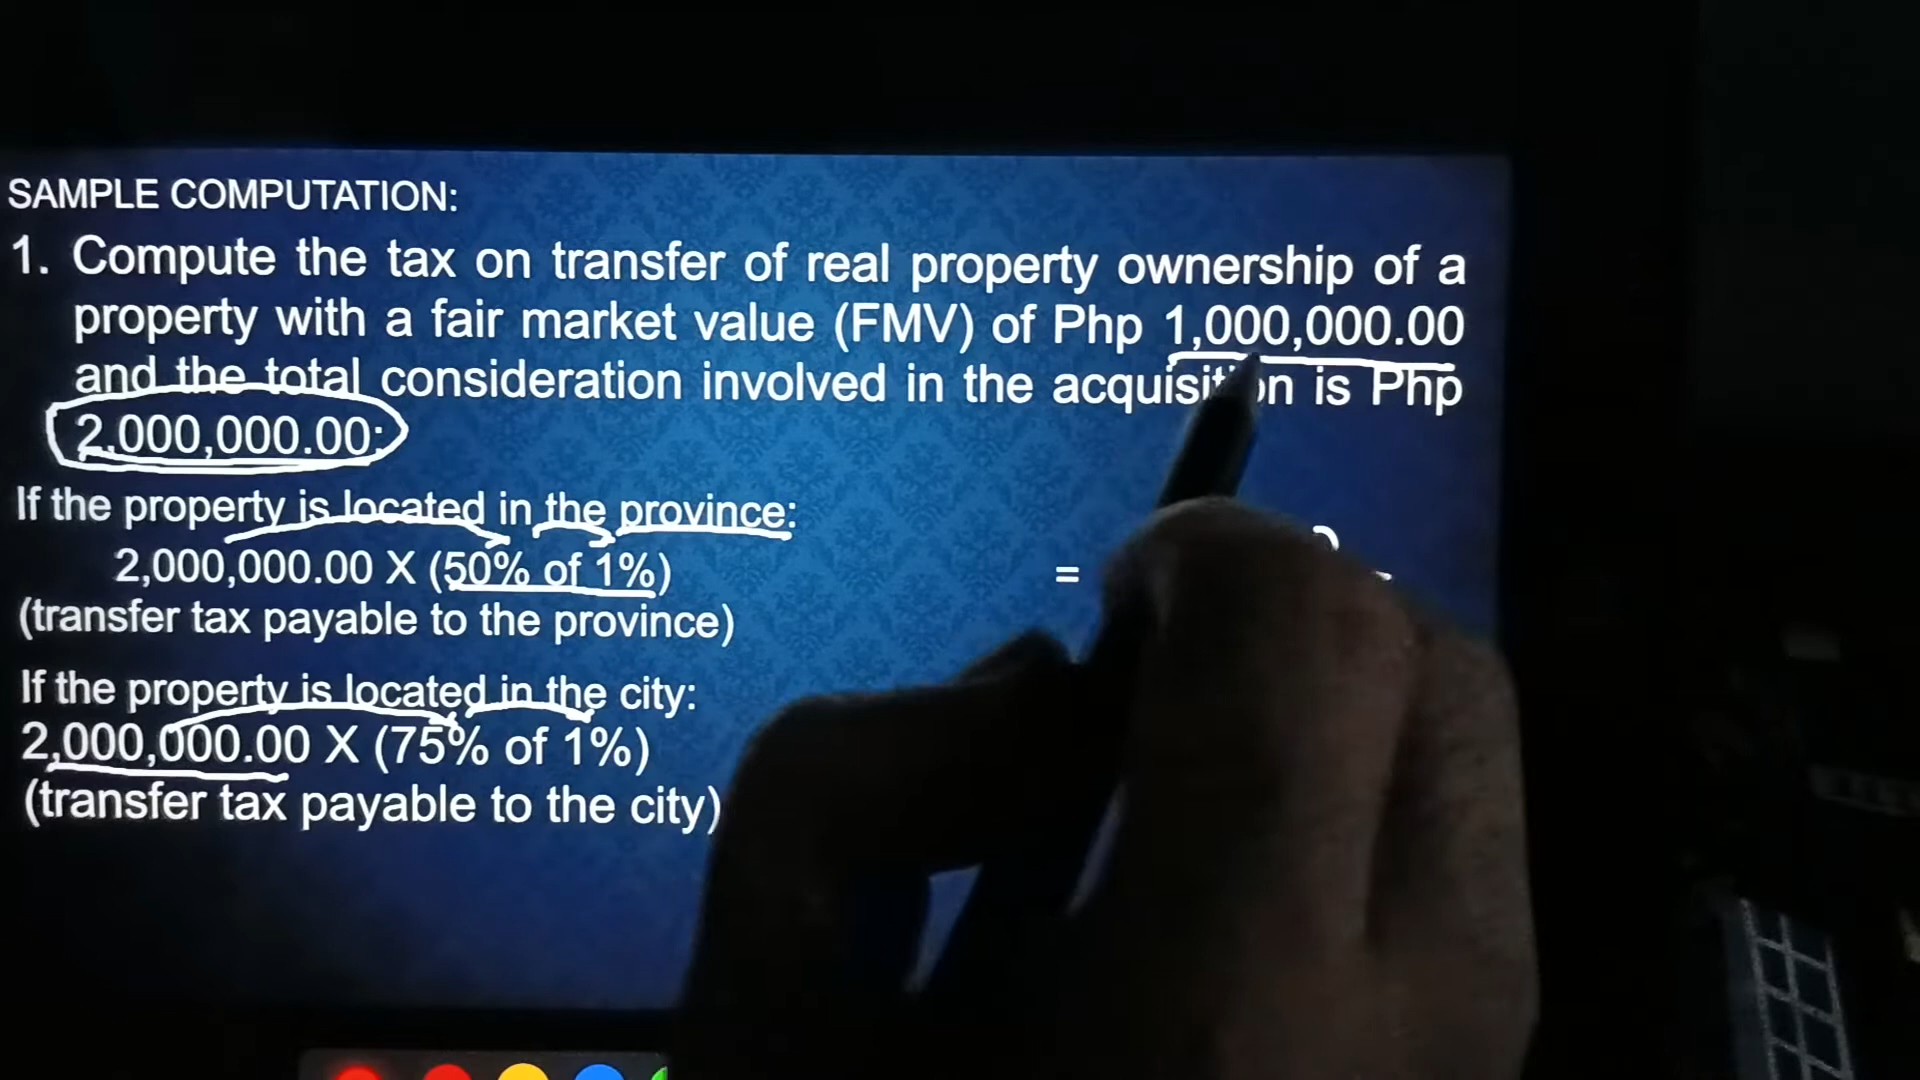 SAMPLE COMPUTATION:
1. Compute the tax on transfer of real property ownership of a
property with a fair market value (FMV) of Php 1,000,000.00
and the total consideration involved in the acquisition is Php
2,000,000.00:
If the property is located in the province:
2,000,000.00 X (50% of 1%) =
(transfer tax payable to the province)
If the property is located in the city:
2,000,000.00 X (75% of 1%)
(transfer tax payable to the city)